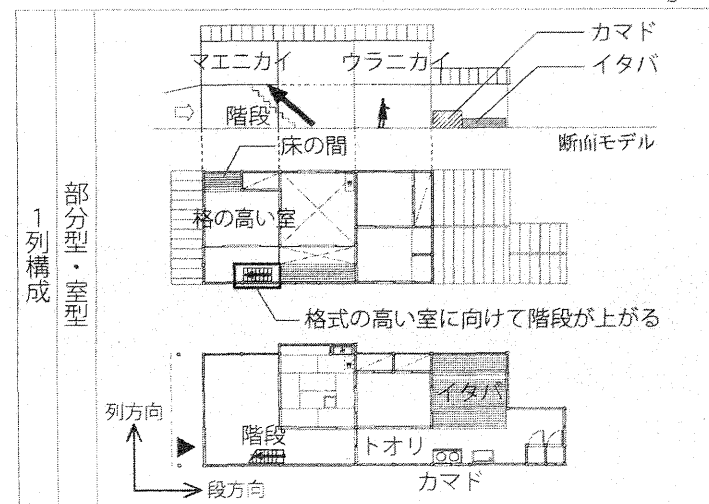 カマド
マエニカイ
ウラニカイ
イタバ
階段
断面モデル
床の間
格の高い室
部分型・室型
1列構成
格式の高い室に向けて階段が上がる
イタバ
列方向
階段
トオリ
カマド
段方向